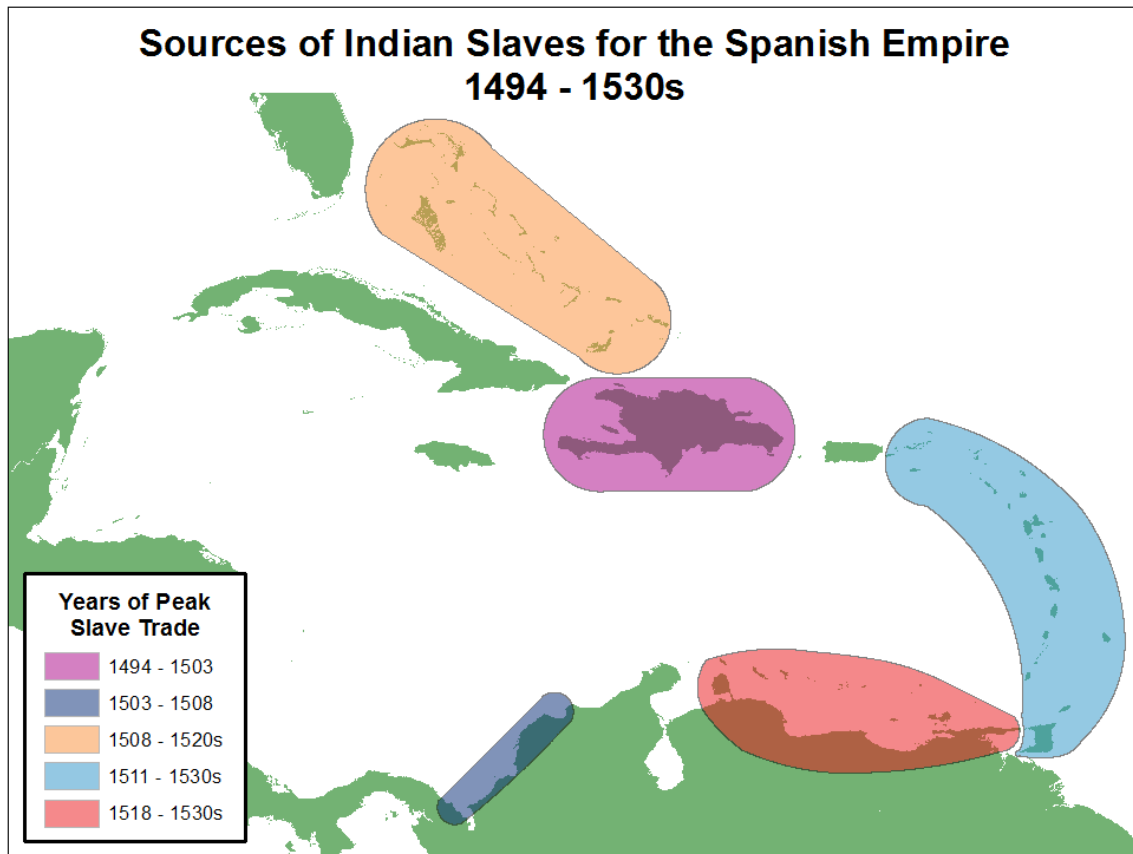 Sources of Indian Slaves for the Spanish Empire
1494 - 1530s
Years of Peak
Slave Trade
1494 - 1503
1503 - 1508
1508 - 1520s
1511 - 1530s
1518 - 1530s